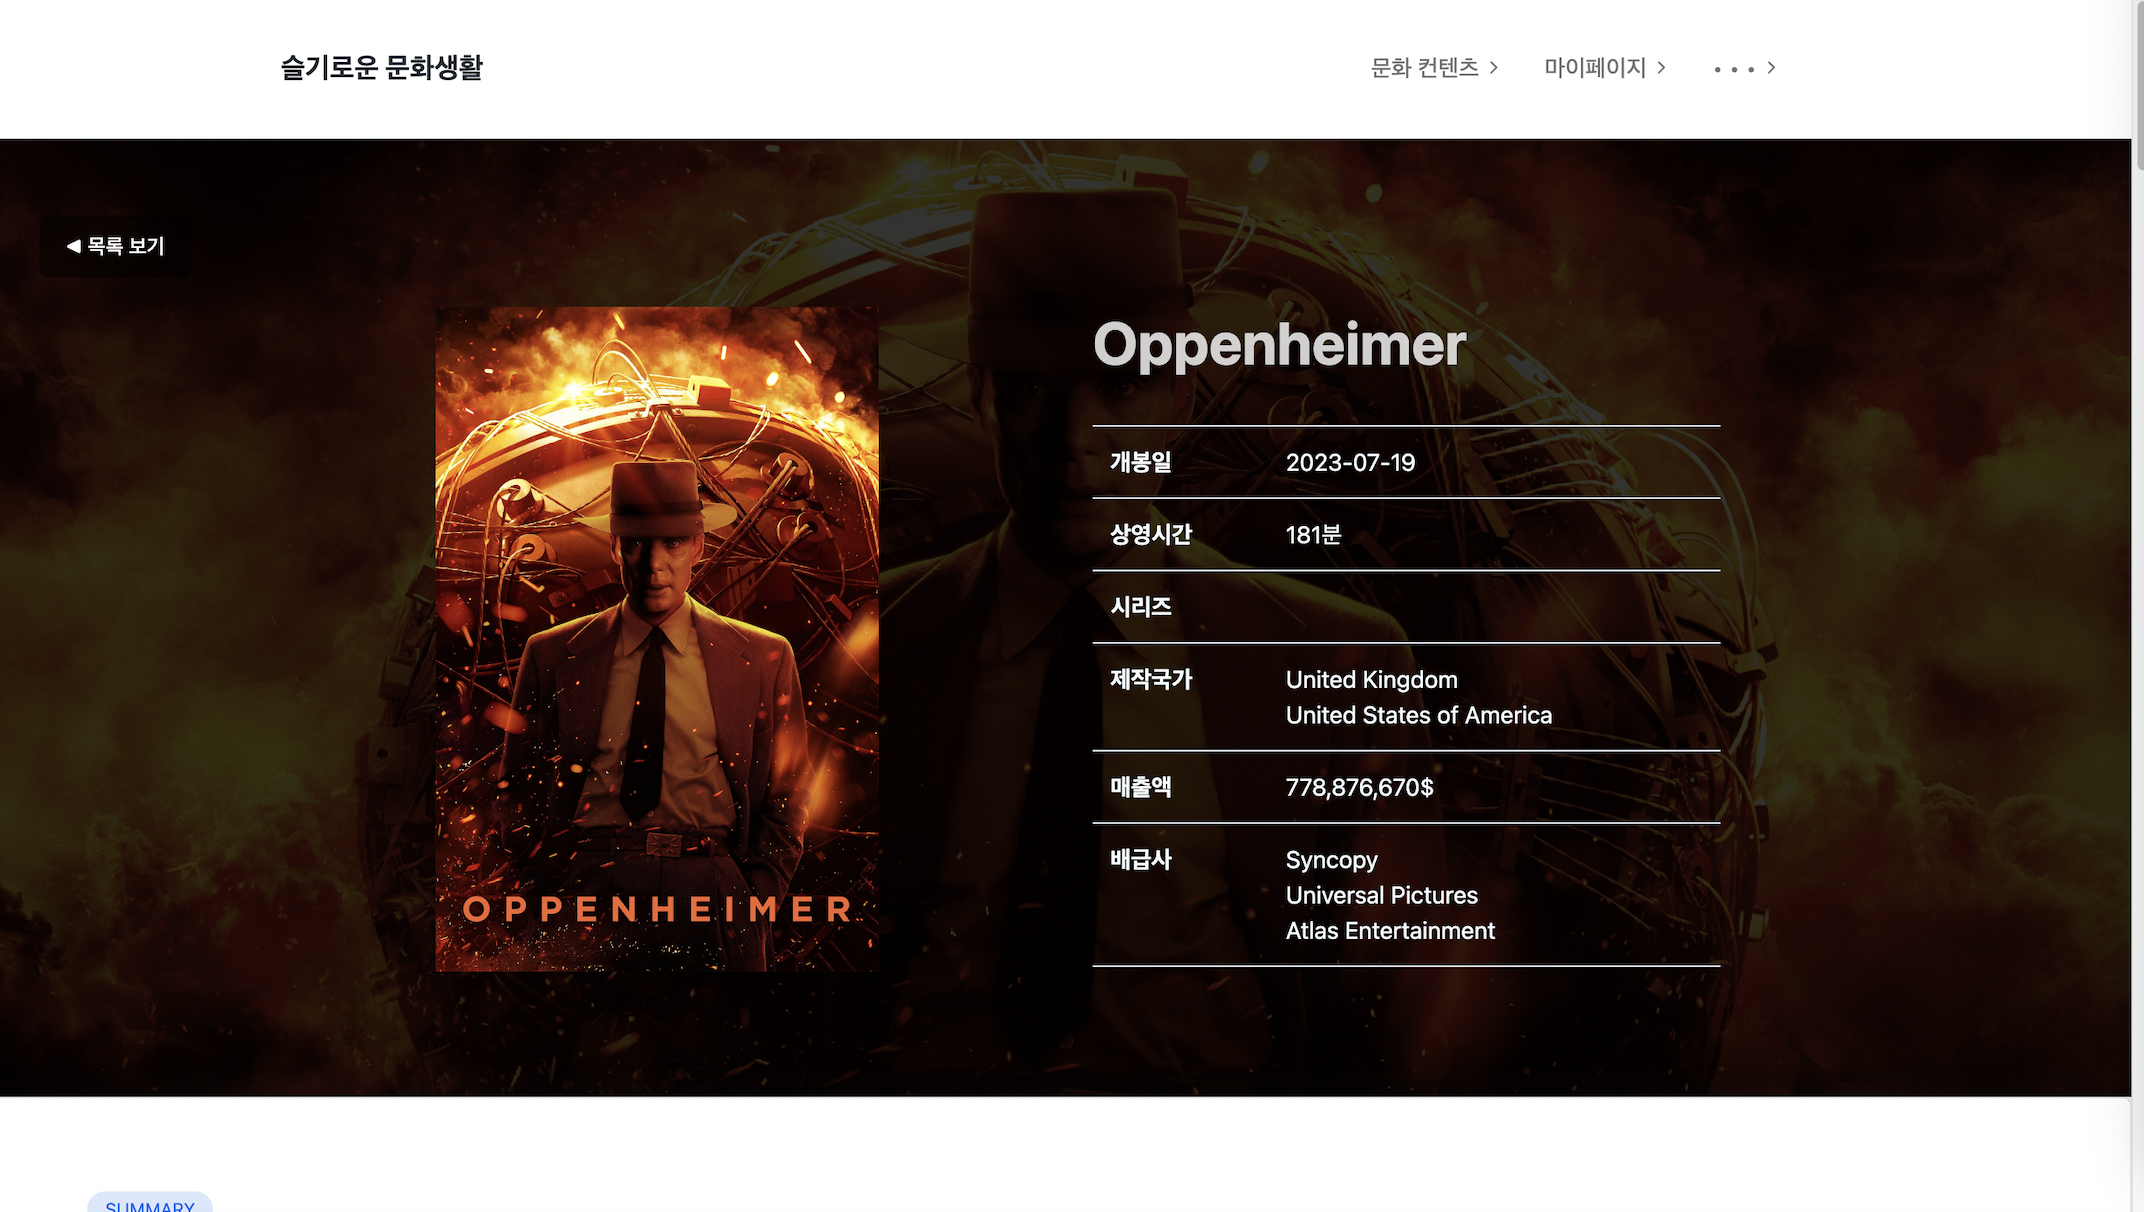 슬기로운 문화생활
문화 컨텐츠 >
마이페이지 >
• • • >
◀ 목록 보기
OPPENHEIMER
Oppenheimer
개봉일 2023-07-19
상영시간 181분
시리즈
제작국가 United Kingdom
United States of America
매출액 778,876,670$
배급사 Syncopy
Universal Pictures
Atlas Entertainment
SUMMARY